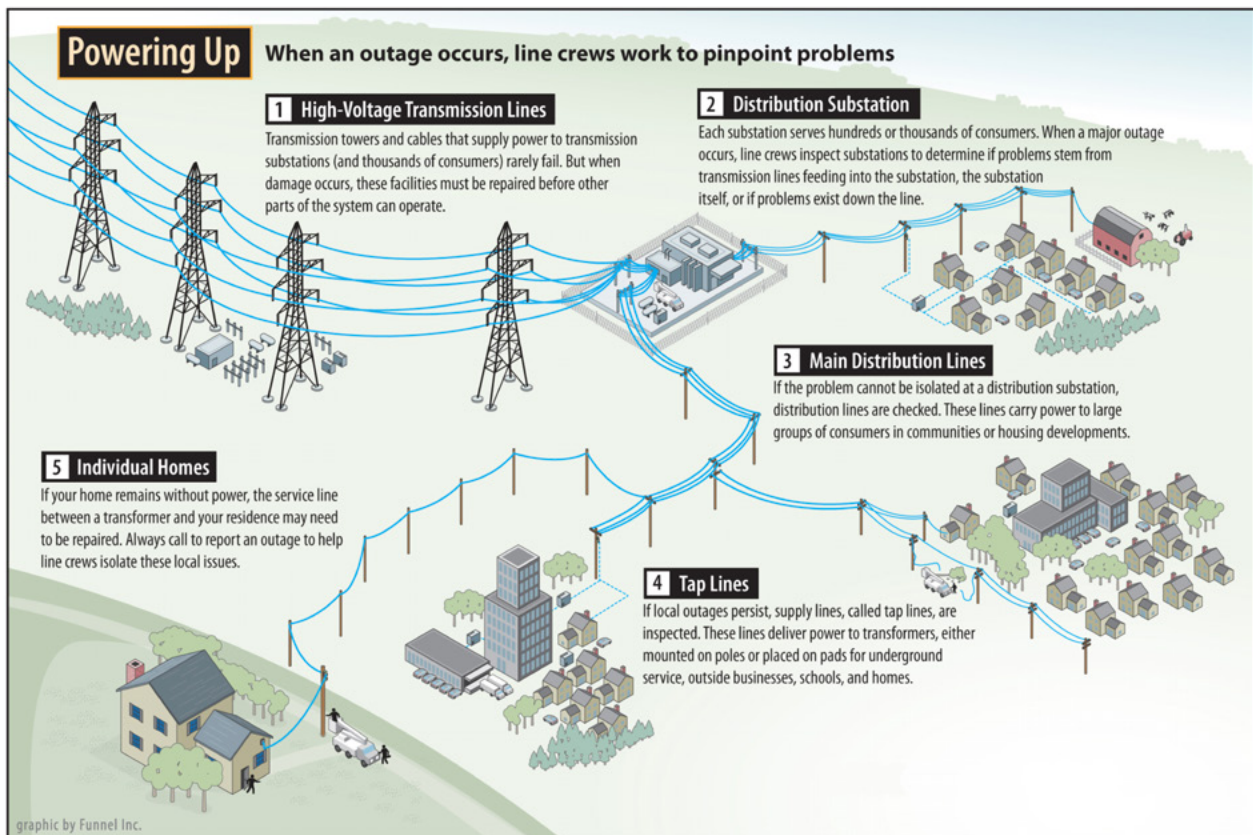 Powering Up
When an outage occurs, line crews work to pinpoint problems
1 High-Voltage Transmission Lines
Transmission towers and cables that supply power to transmission
substations (and thousands of consumers) rarely fail. But when
damage occurs, these facilities must be repaired before other
parts of the system can operate.
2 Distribution Substation
Each substation serves hundreds or thousands of consumers. When a major outage
occurs, line crews inspect substations to determine if problems stem from
transmission lines feeding into the substation, the substation
itself, or if problems exist down the line.
3 Main Distribution Lines
If the problem cannot be isolated at a distribution substation,
distribution lines are checked. These lines carry power to large
groups of consumers in communities or housing developments.
4 Tap Lines
If local outages persist, supply lines, called tap lines, are
inspected. These lines deliver power to transformers, either
mounted on poles or placed on pads for underground
service, outside businesses, schools, and homes.
5 Individual Homes
If your home remains without power, the service line
between a transformer and your residence may need
to be repaired. Always call to report an outage to help
line crews isolate these local issues.
graphic by Funnel Inc.